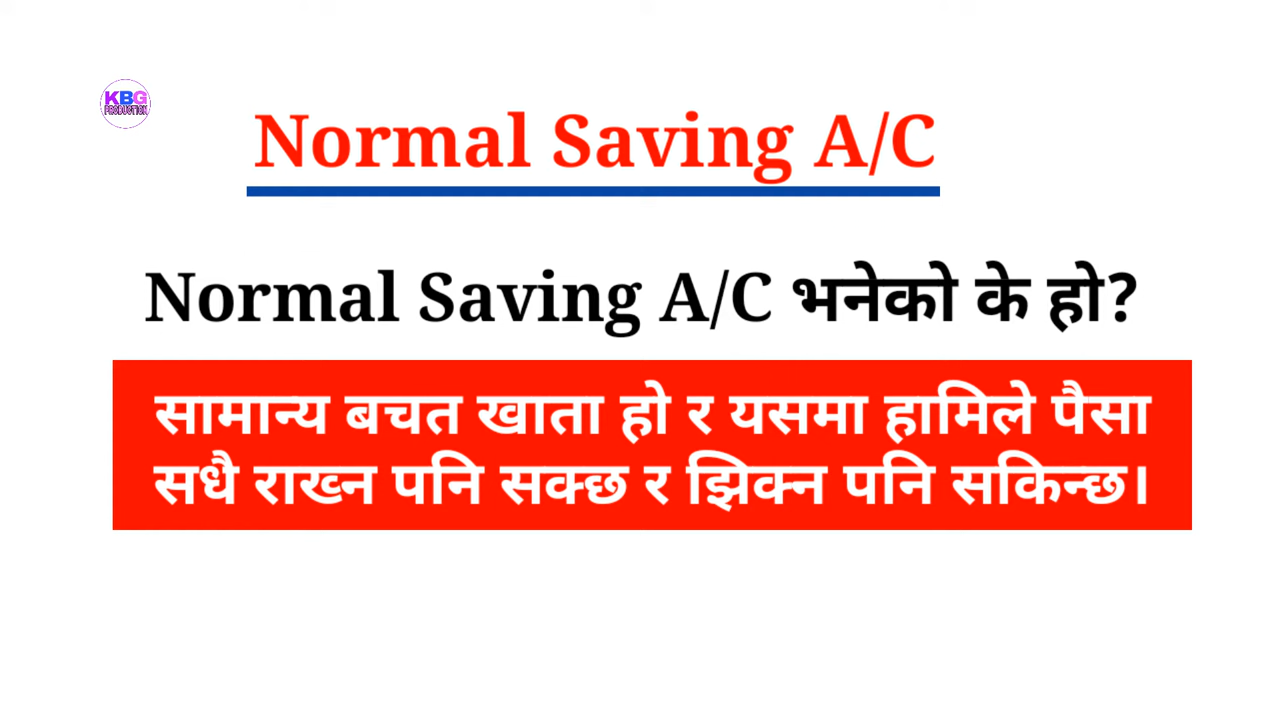 KBG
PRODUCTION
Normal Saving A/C
Normal Saving A/C भनेको के हो?
सामान्य बचत खाता हो र यसमा हामिले पैसा
सधै राख्न पनि सक्छ र झिक्न पनि सकिन्छ।